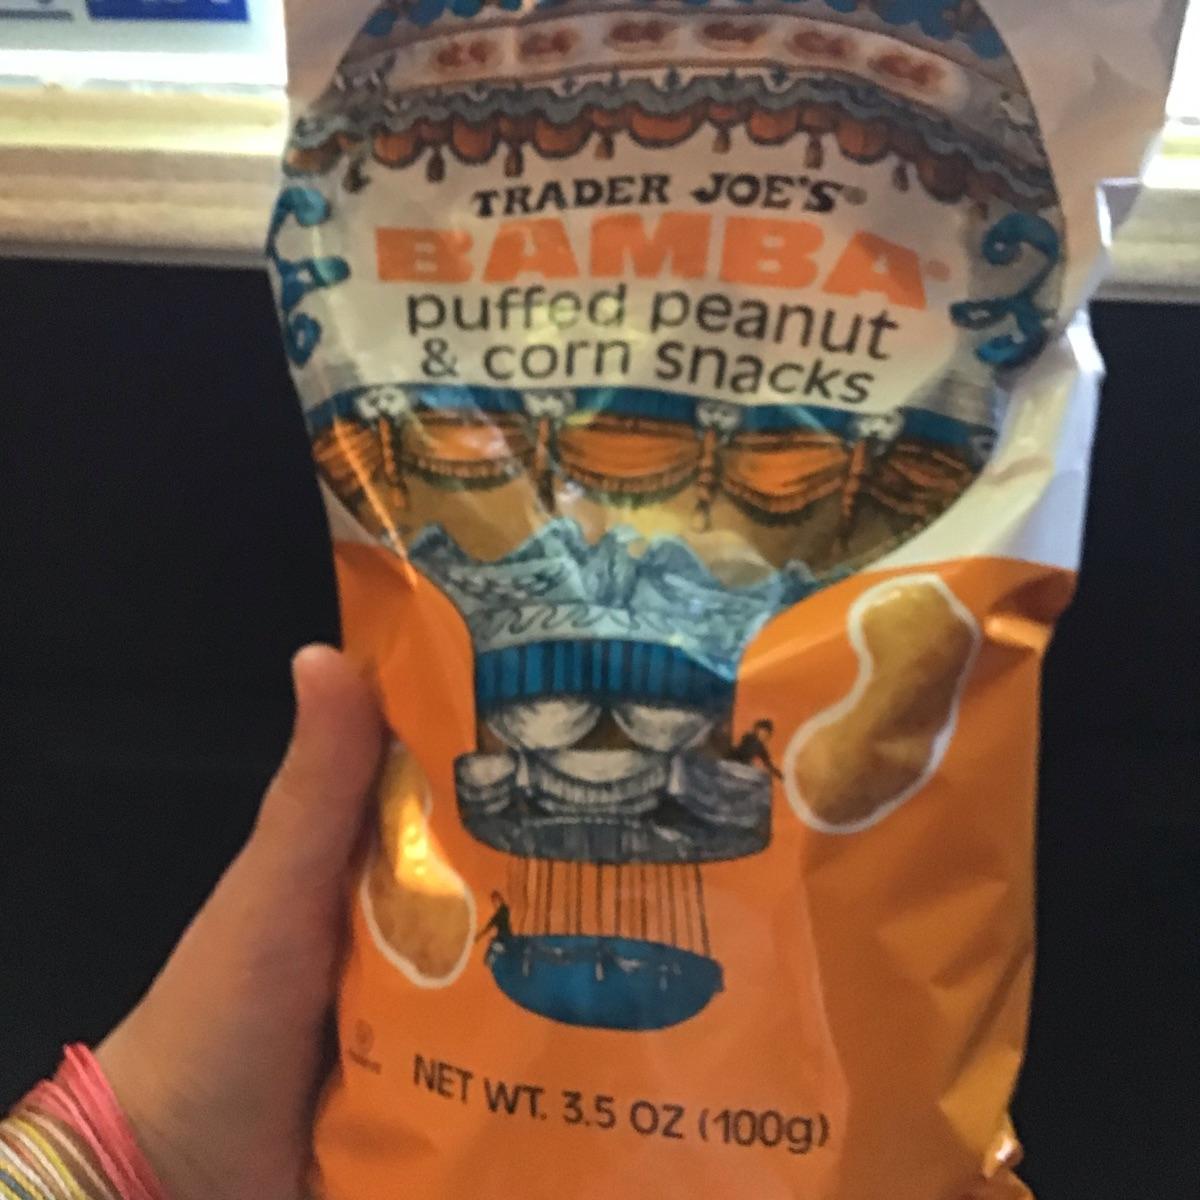 TRADER JOE'S®
BAMBA®
puffed peanut
& corn snacks
NET WT. 3.5 OZ (100g)